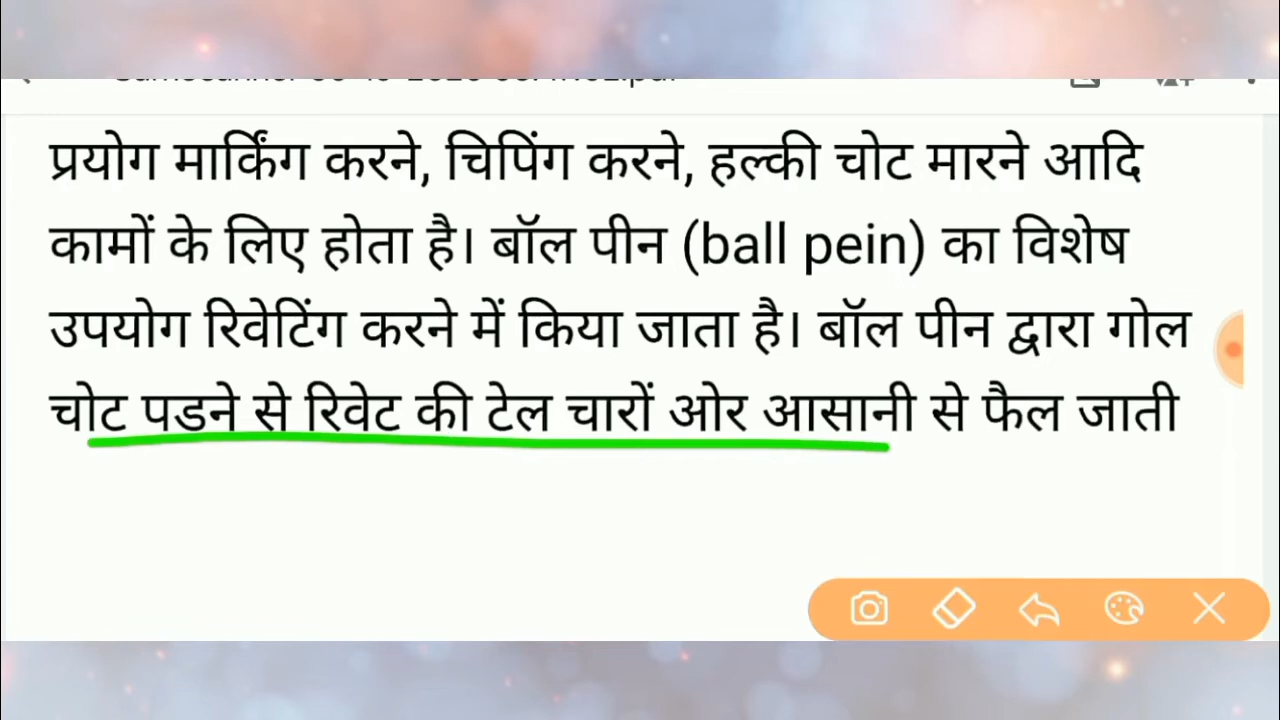 प्रयोग मार्किंग करने, चिपिंग करने, हल्की चोट मारने आदि
कामों के लिए होता है। बॉल पीन (ball pein) का विशेष
उपयोग रिवेटिंग करने में किया जाता है। बॉल पीन द्वारा गोल
चोट पडने से रिवेट की टेल चारों ओर आसानी से फैल जाती